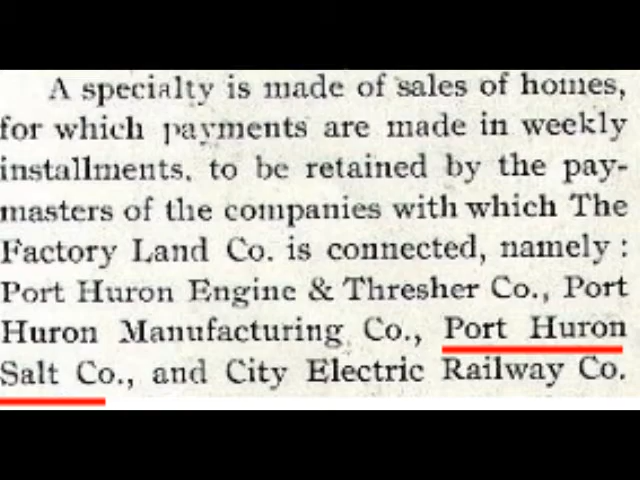 A specialty is made of sales of homes,
for which payments are made in weekly
installments, to be retained by the pay-
masters of the companies with which The
Factory Land Co. is connected, namely :
Port Huron Engine & Thresher Co., Port
Huron Manufacturing Co., Port Huron
Salt Co., and City Electric Railway Co.